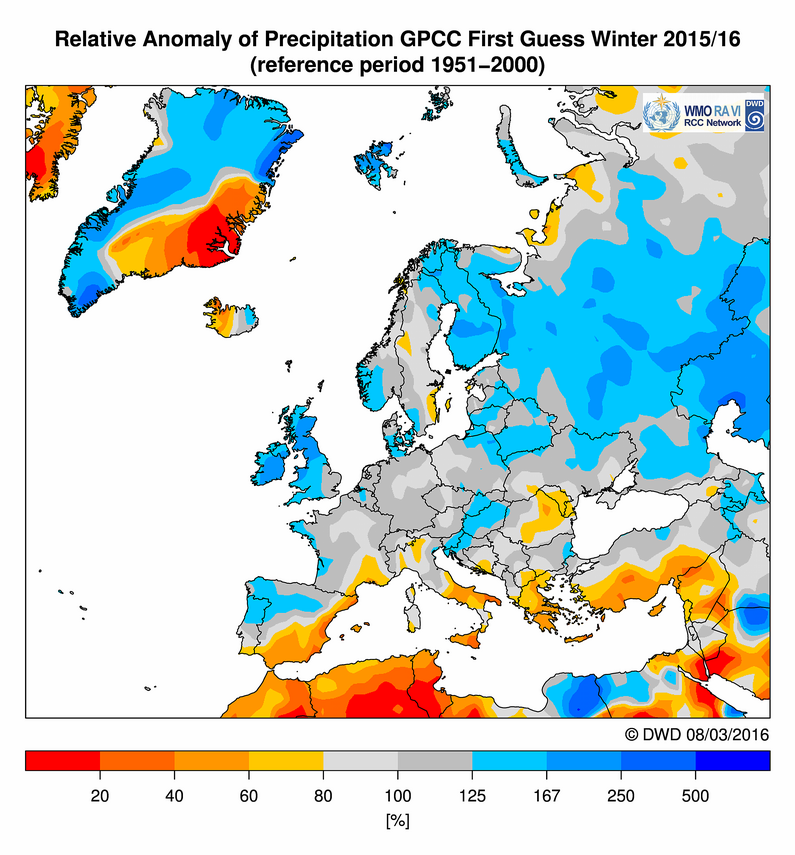 Relative Anomaly of Precipitation GPCC First Guess Winter 2015/16
(reference period 1951−2000)
WMO RA VI
RCC Network
DWD
© DWD 08/03/2016
20 40 60 80 100 125 167 250 500
[%]